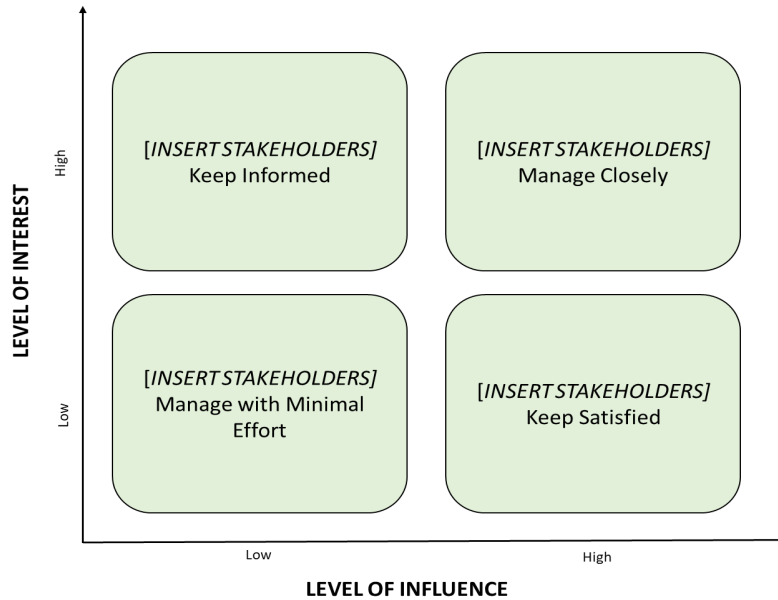 LEVEL OF INTEREST
High
[INSERT STAKEHOLDERS]
Keep Informed
[INSERT STAKEHOLDERS]
Manage Closely
Low
[INSERT STAKEHOLDERS]
Manage with Minimal
Effort
[INSERT STAKEHOLDERS]
Keep Satisfied
Low
High
LEVEL OF INFLUENCE